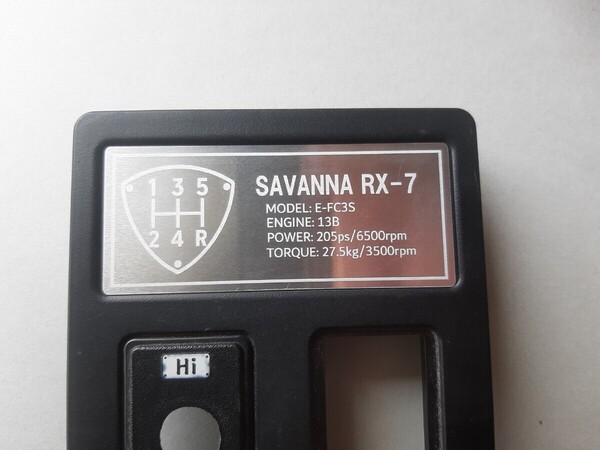 1 3 5
2 4 R
SAVANNA RX-7
MODEL: E-FC3S
ENGINE: 13B
POWER: 205ps/6500rpm
TORQUE: 27.5kg/3500rpm
Hi